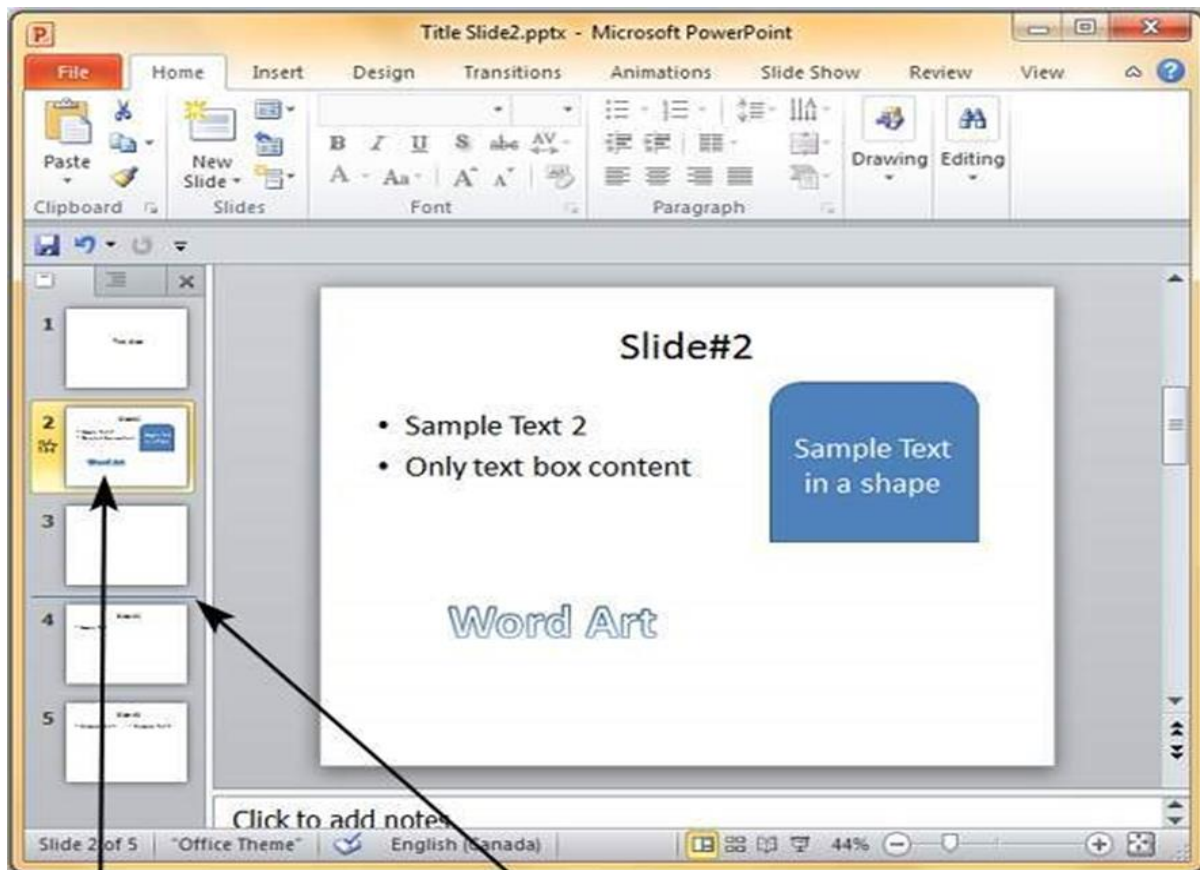 Title Slide2.pptx - Microsoft PowerPoint
File Home Insert Design Transitions Animations Slide Show Review View
Paste
New Slide
B I U S abc AV
A Aa A A
Drawing Editing
Clipboard Slides Font Paragraph
1
2
3
4
5
Slide#2
• Sample Text 2
• Only text box content
Sample Text
in a shape
Word Art
Click to add notes
Slide 2 of 5 "Office Theme" English (Canada) 44%